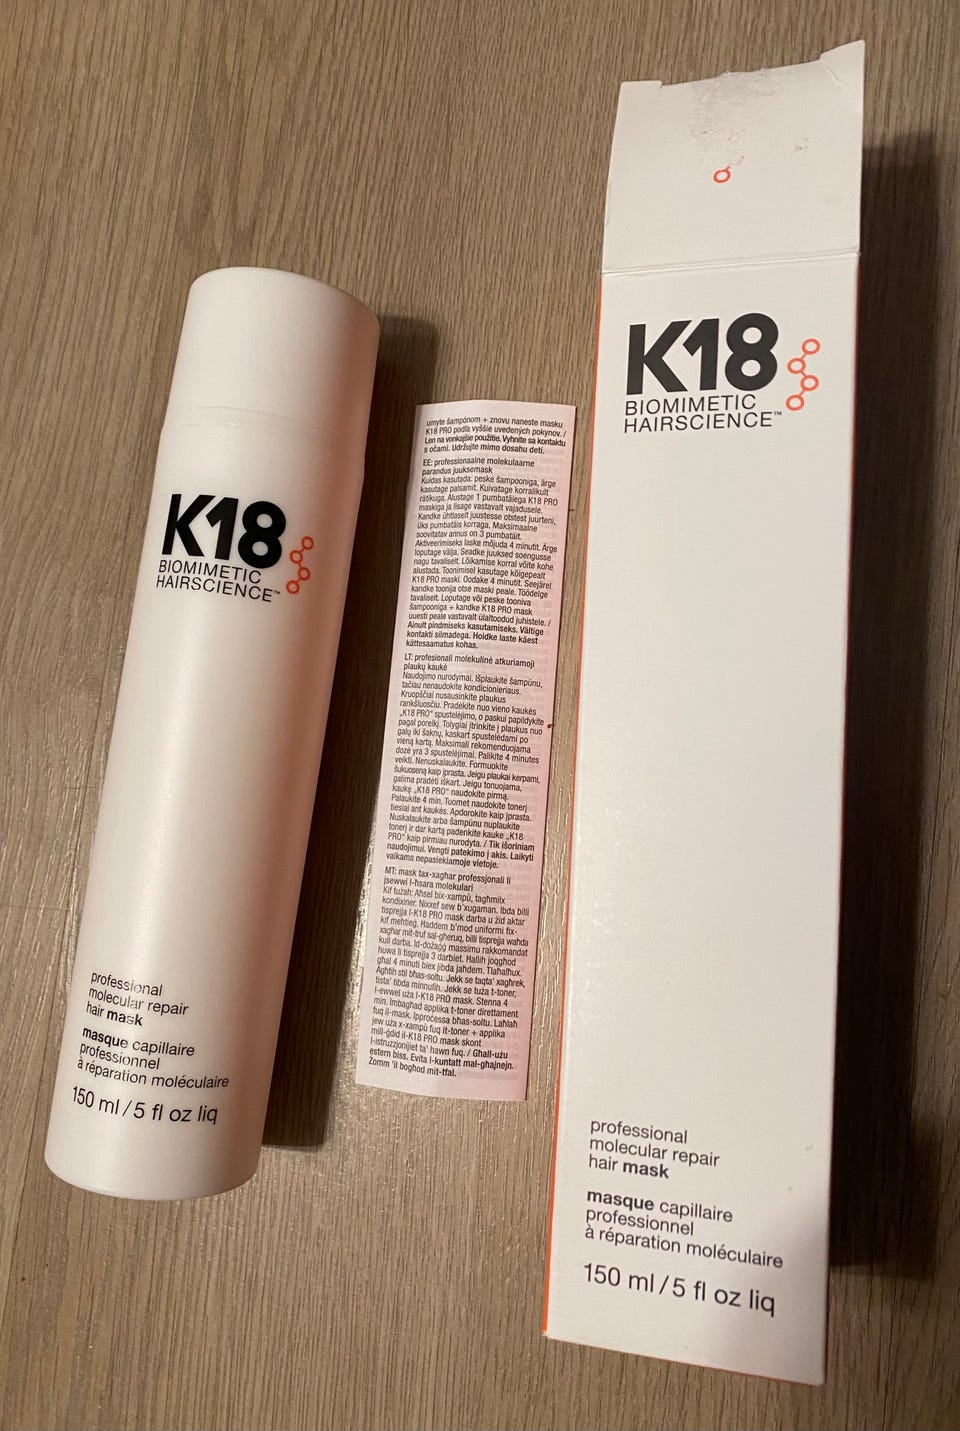 K18
BIOMIMETIC
HAIRSCIENCE™
professional
molecular repair
hair mask
masque capillaire
professionnel
à réparation moléculaire
150 ml / 5 fl oz liq
umyte šampónom + znovu naneste masku
K18 PRO podľa vyššie uvedených pokynov. /
Len na vonkajšie použitie. Vyhnite sa kontaktu
s očami. Udržujte mimo dosahu detí.
EE: professionaalne molekulaarne
parandus juuksemask
Kuidas kasutada: peske šampooniga, ärge
kasutage palsamit. Kuivatage korralikult
rätikuga. Alustage 1 pumbatäiega K18 PRO
maskiga ja lisage vastavalt vajadusele.
Kandke ühtlaselt juustesse otstest juurteni,
üks pumbatäis korraga. Maksimaalne
soovitatav annus on 3 pumbatäit.
Aktiveerimiseks laske mõjuda 4 minutit. Ärge
loputage välja. Seadke juuksed soengusse
nagu tavaliselt. Lõikamise korral võite kohe
alustada. Toonimisel kasutage kõigepealt
K18 PRO maski. Oodake 4 minutit. Seejärel
kandke toonija otse maski peale. Töödelge
tavaliselt. Loputage või peske tooniva
šampooniga + kandke K18 PRO mask
uuesti peale vastavalt ülaltoodud juhistele. /
Ainult pindmiseks kasutamiseks. Vältige
kontakti silmadega. Hoidke laste käest
kättesaamatus kohas.
LT: profesionali molekulinė atkuriamoji
plaukų kaukė
Naudojimo nurodymai. Išplaukite šampūnu,
tačiau nenaudokite kondicionieriaus.
Kruopščiai nusausinkite plaukus
rankšluosčiu. Pradėkite nuo vieno kaukės
„K18 PRO“ spustelėjimo, o paskui papildykite
pagal poreikį. Tolygiai įtrinkite į plaukus nuo
galų iki šaknų, kaskart spustelėdami po
vieną kartą. Maksimali rekomenduojama
dozė yra 3 spustelėjimai. Palikite 4 minutes
veikti. Nenuskalaukite. Formuokite
šukuoseną kaip įprasta. Jeigu plaukai kerpami,
galima pradėti iškart. Jeigu tonuojama,
kaukę „K18 PRO“ naudokite pirmą.
Palaukite 4 min. Tuomet naudokite tonerį
tiesiai ant kaukės. Apdorokite kaip įprasta.
Nuskalaukite arba šampūnu nuplaukite
tonerį ir dar kartą padenkite kauke „K18
PRO“ kaip pirmiau nurodyta. / Tik išoriniam
naudojimui. Vengti patekimo į akis. Laikyti
vaikams nepasiekiamoje vietoje.
MT: mask tax-xagħar professjonali li
jsewwi l-ħsara molekulari
Kif tużah: Aħsel bix-xampù, tagħmilx
kondixiner. Nixxef sew b'xugaman. Ibda billi
tisprejja l-K18 PRO mask darba u żid aktar
kif meħtieġ. Haddem b'mod uniformi fix-
xagħar mit-truf sal-għeruq, billi tisprejja waħda
kull darba. Id-dożaġġ massimu rakkomandat
huwa li tisprejja 3 darbiet. Ħallih joqgħod
għal 4 minuti biex jibda jaħdem. Tlaħalħux.
Agħtih stil bħas-soltu. Jekk se taqta' xagħrek,
tista' tibda minnufih. Jekk se tuża t-toner,
l-ewwel uża l-K18 PRO mask. Stenna 4
min. Imbagħad applika t-toner direttament
fuq il-mask. Ipproċessa bħas-soltu. Laħlaħ
jew uża x-xampù fuq it-toner + applika
mill-ġdid il-K18 PRO mask skont
l-istruzzjonijiet ta' hawn fuq. / Għall-użu
estern biss. Evita l-kuntatt mal-għajnejn.
Żomm 'il bogħod mit-tfal.
K18
BIOMIMETIC
HAIRSCIENCE™
professional
molecular repair
hair mask
masque capillaire
professionnel
à réparation moléculaire
150 ml / 5 fl oz liq